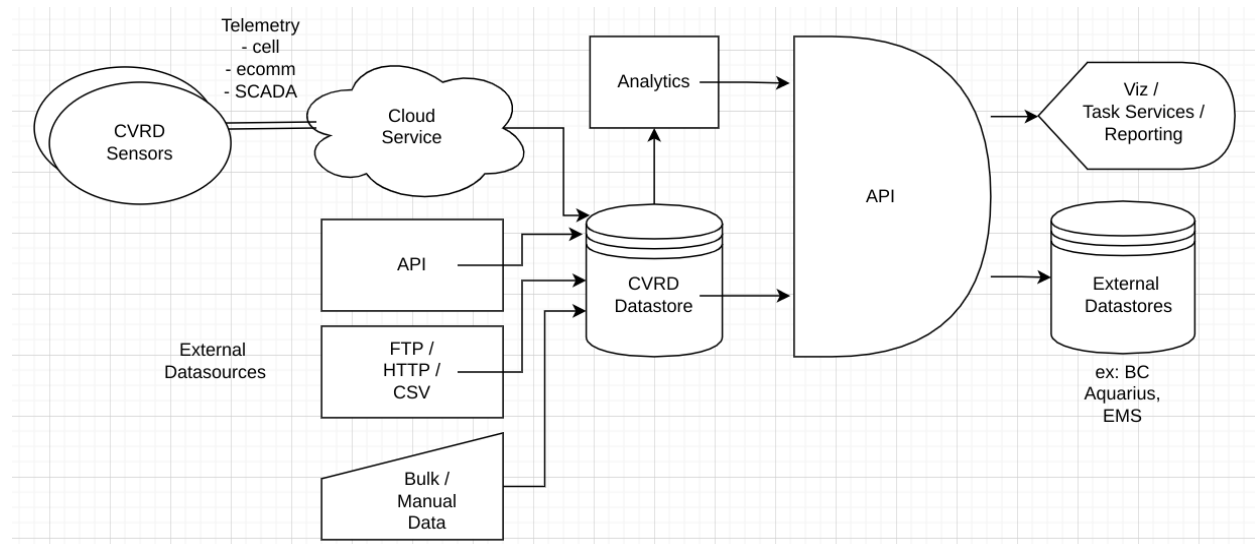 Telemetry
- cell
- ecomm
- SCADA
CVRD
Sensors
Cloud
Service
Analytics
API
Viz /
Task Services /
Reporting
API
CVRD
Datastore
External
Datastores
External
Datasources
FTP /
HTTP /
CSV
ex: BC
Aquarius,
EMS
Bulk /
Manual
Data